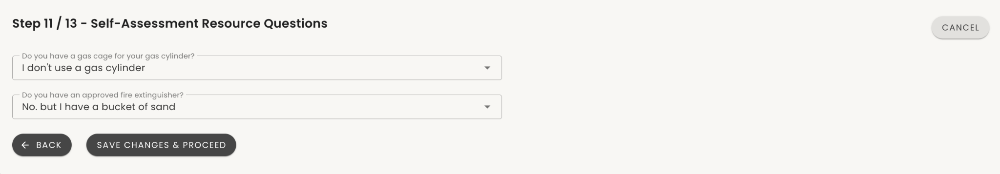 Step 11 / 13 - Self-Assessment Resource Questions
CANCEL
Do you have a gas cage for your gas cylinder?
I don't use a gas cylinder
Do you have an approved fire extinguisher?
No. but I have a bucket of sand
BACK
SAVE CHANGES & PROCEED